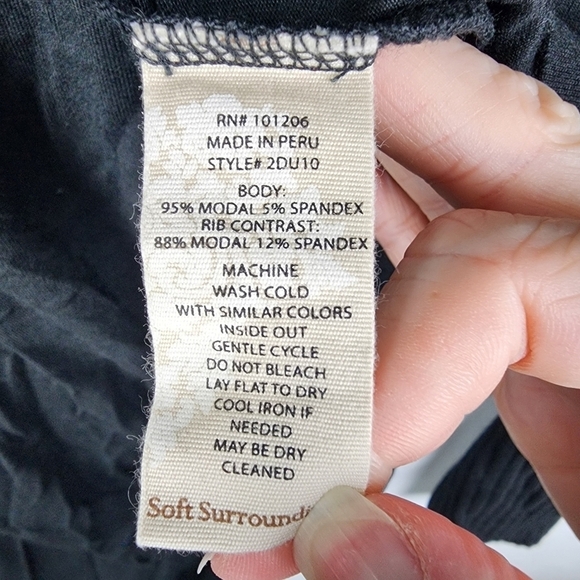 RN# 101206
MADE IN PERU
STYLE# 2DU10
BODY:
95% MODAL 5% SPANDEX
RIB CONTRAST:
88% MODAL 12% SPANDEX
MACHINE
WASH COLD
WITH SIMILAR COLORS
INSIDE OUT
GENTLE CYCLE
DO NOT BLEACH
LAY FLAT TO DRY
COOL IRON IF
NEEDED
MAY BE DRY
CLEANED
Soft